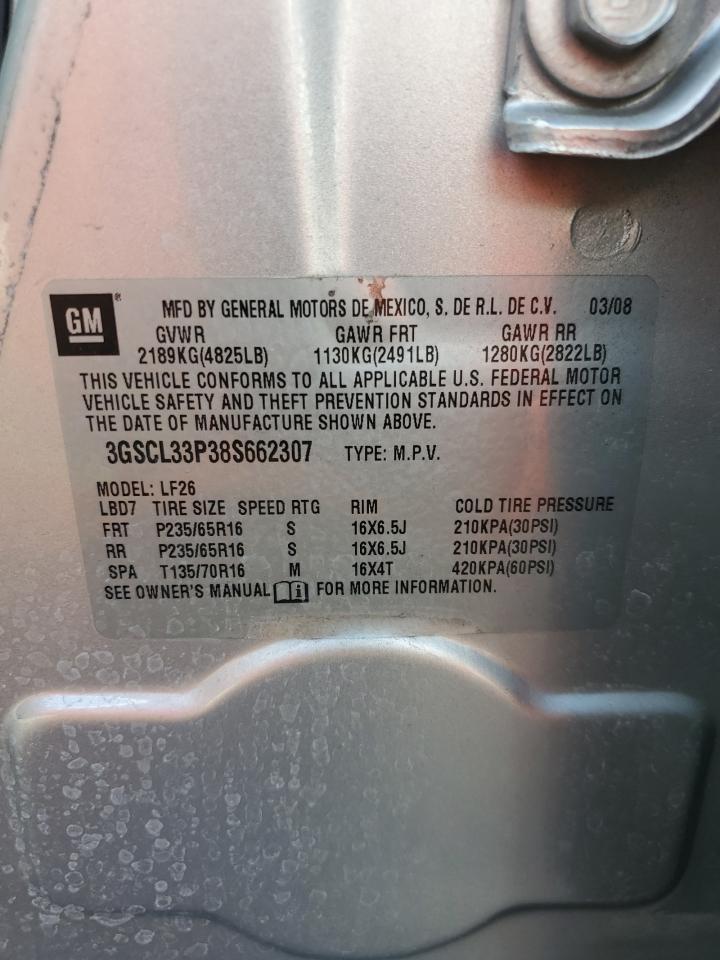 GM ® MFD BY GENERAL MOTORS DE MEXICO, S. DE R.L. DE C.V. 03/08
GVWR GAWR FRT GAWR RR
2189KG(4825LB) 1130KG(2491LB) 1280KG(2822LB)
THIS VEHICLE CONFORMS TO ALL APPLICABLE U.S. FEDERAL MOTOR
VEHICLE SAFETY AND THEFT PREVENTION STANDARDS IN EFFECT ON
THE DATE OF MANUFACTURE SHOWN ABOVE.
3GSCL33P38S662307 TYPE: M.P.V.
MODEL: LF26
LBD7 TIRE SIZE SPEED RTG RIM COLD TIRE PRESSURE
FRT P235/65R16 S 16X6.5J 210KPA(30PSI)
RR P235/65R16 S 16X6.5J 210KPA(30PSI)
SPA T135/70R16 M 16X4T 420KPA(60PSI)
SEE OWNER'S MANUAL i FOR MORE INFORMATION.